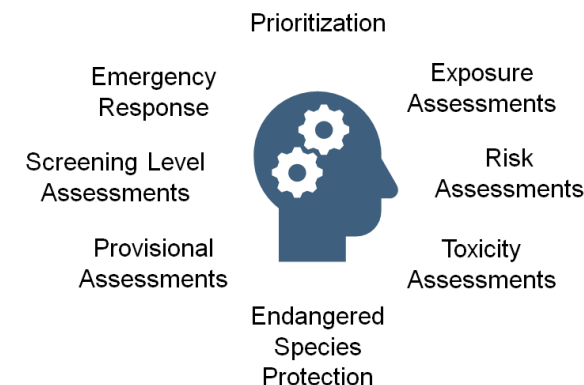 Prioritization
Emergency
Response
Exposure
Assessments
Screening Level
Assessments
Risk
Assessments
Provisional
Assessments
Toxicity
Assessments
Endangered
Species
Protection